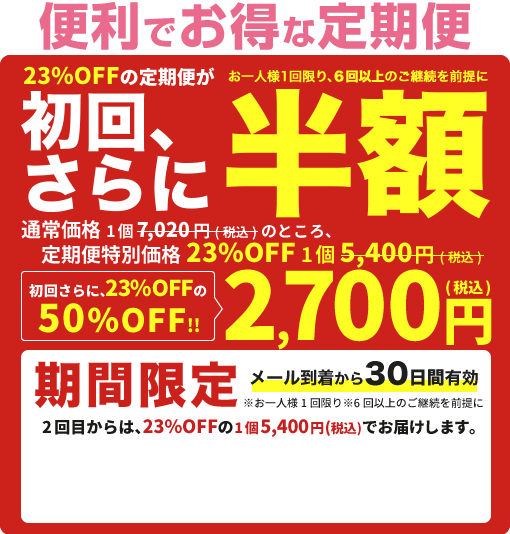 便利でお得な定期便
23%OFFの定期便が
お一人様1回限り、6回以上のご継続を前提に
初回、
さらに
半額
通常価格 1個 7,020円(税込)のところ、
定期便特別価格 23%OFF 1個 5,400円(税込)
初回さらに、23%OFFの
50%OFF!!
2,700円(税込)
期間限定
メール到着から30日間有効
※お一人様1回限り※6回以上のご継続を前提に
2回目からは、23%OFFの1個5,400円(税込)でお届けします。